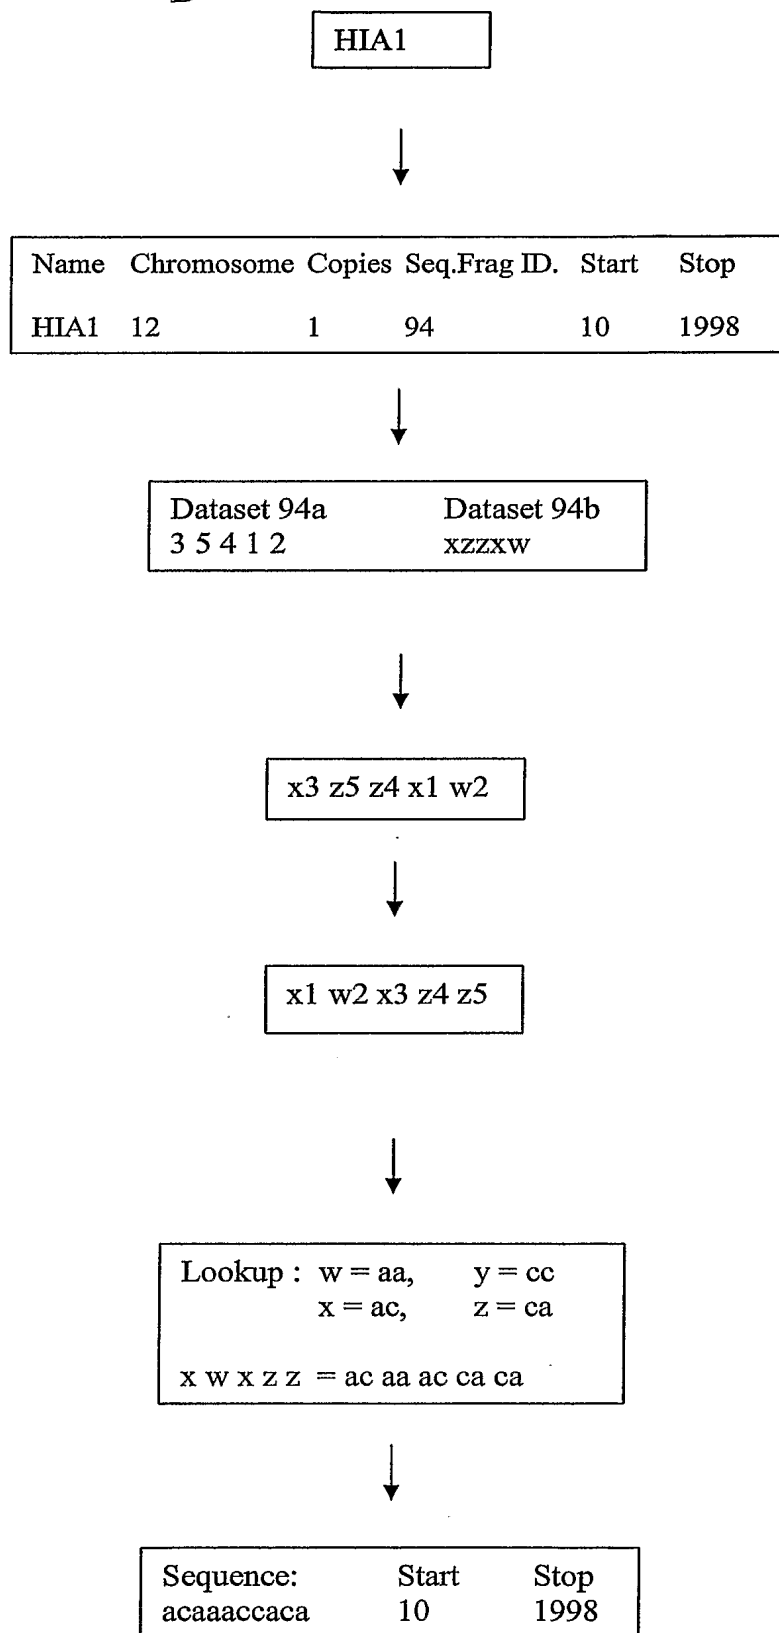 HIA1
Name Chromosome Copies Seq.Frag ID. Start Stop
HIA1 12 1 94 10 1998
Dataset 94a Dataset 94b
3 5 4 1 2 xzzxw
x3 z5 z4 x1 w2
x1 w2 x3 z4 z5
Lookup : w = aa, y = cc
x = ac, z = ca
x w x z z = ac aa ac ca ca
Sequence: Start Stop
acaaaccaca 10 1998